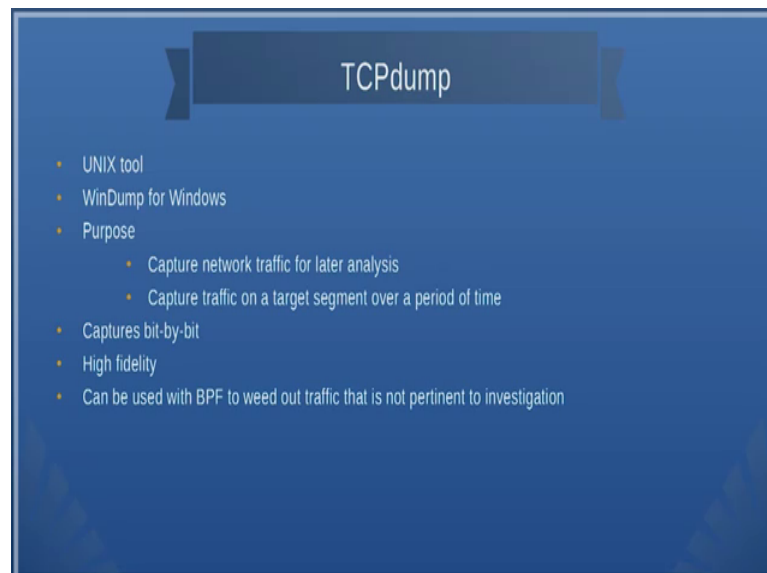 TCPdump
UNIX tool
WinDump for Windows
Purpose
Capture network traffic for later analysis
Capture traffic on a target segment over a period of time
Captures bit-by-bit
High fidelity
Can be used with BPF to weed out traffic that is not pertinent to investigation